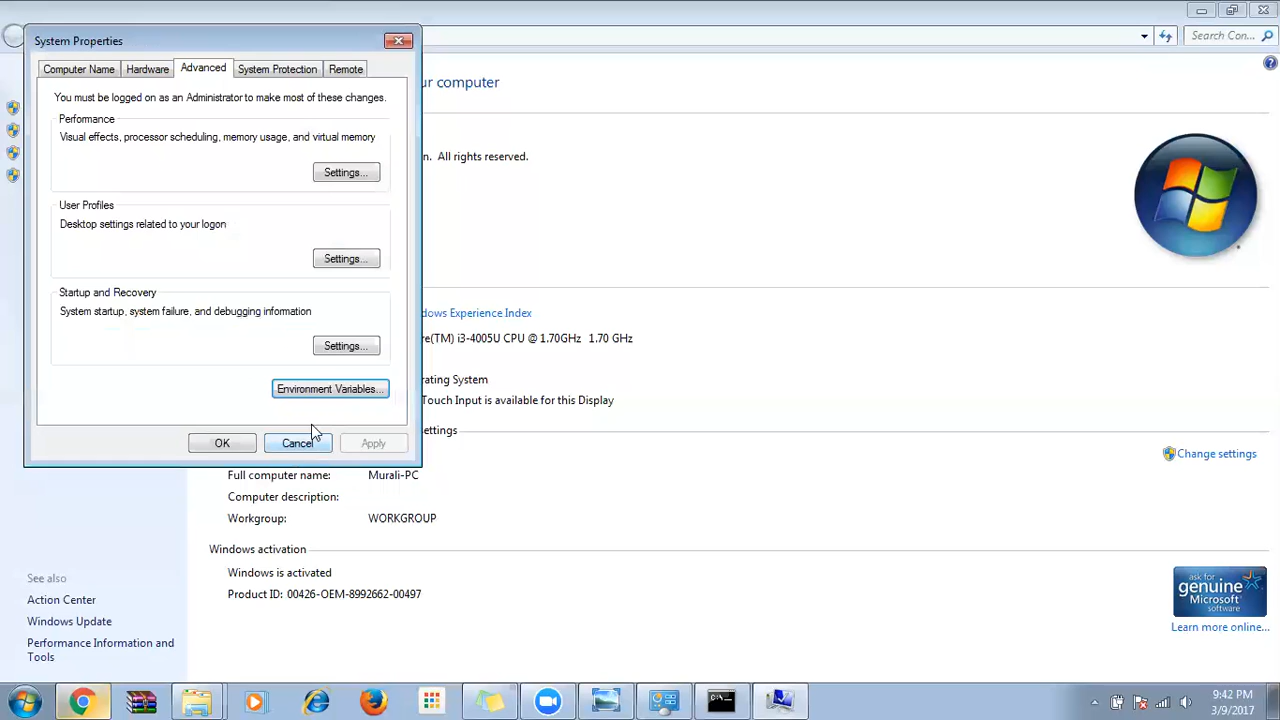 System Properties
Search Con...
Computer Name
Hardware
Advanced
System Protection
Remote
ur computer
You must be logged on as an Administrator to make most of these changes.
Performance
Visual effects, processor scheduling, memory usage, and virtual memory
n. All rights reserved.
Settings...
User Profiles
Desktop settings related to your logon
Settings...
Startup and Recovery
System startup, system failure, and debugging information
dows Experience Index
Settings...
re(TM) i3-4005U CPU @ 1.70GHz 1.70 GHz
rating System
Environment Variables...
Touch Input is available for this Display
ettings
OK
Cancel
Apply
Change settings
Full computer name:
Murali-PC
Computer description:
Workgroup:
WORKGROUP
Windows activation
Windows is activated
Product ID: 00426-OEM-8992662-00497
See also
Action Center
Windows Update
Performance Information and
Tools
ask for
genuine
Microsoft
software
Learn more online...
C:\
9:42 PM
3/9/2017